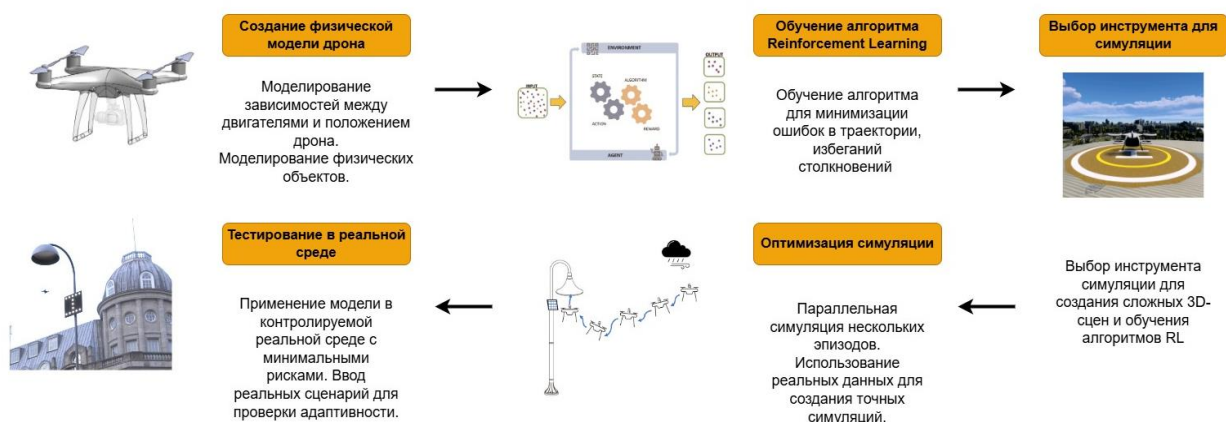 Создание физической
модели дрона
Моделирование
зависимостей между
двигателями и положением
дрона.
Моделирование физических
объектов.
INPUT
ENVIRONMENT
STATE
ALGORITHM
ACTION
REWARD
AGENT
OUTPUT
Обучение алгоритма
Reinforcement Learning
Обучение алгоритма
для минимизации
ошибок в траектории,
избеганий
столкновений
Выбор инструмента для
симуляции
Выбор инструмента
симуляции для
создания сложных 3D-
сцен и обучения
алгоритмов RL
Оптимизация симуляции
Параллельная
симуляция нескольких
эпизодов.
Использование
реальных данных для
создания точных
симуляций.
Тестирование в реальной
среде
Применение модели в
контролируемой
реальной среде с
минимальными
рисками. Ввод
реальных сценарий для
проверки адаптивности.